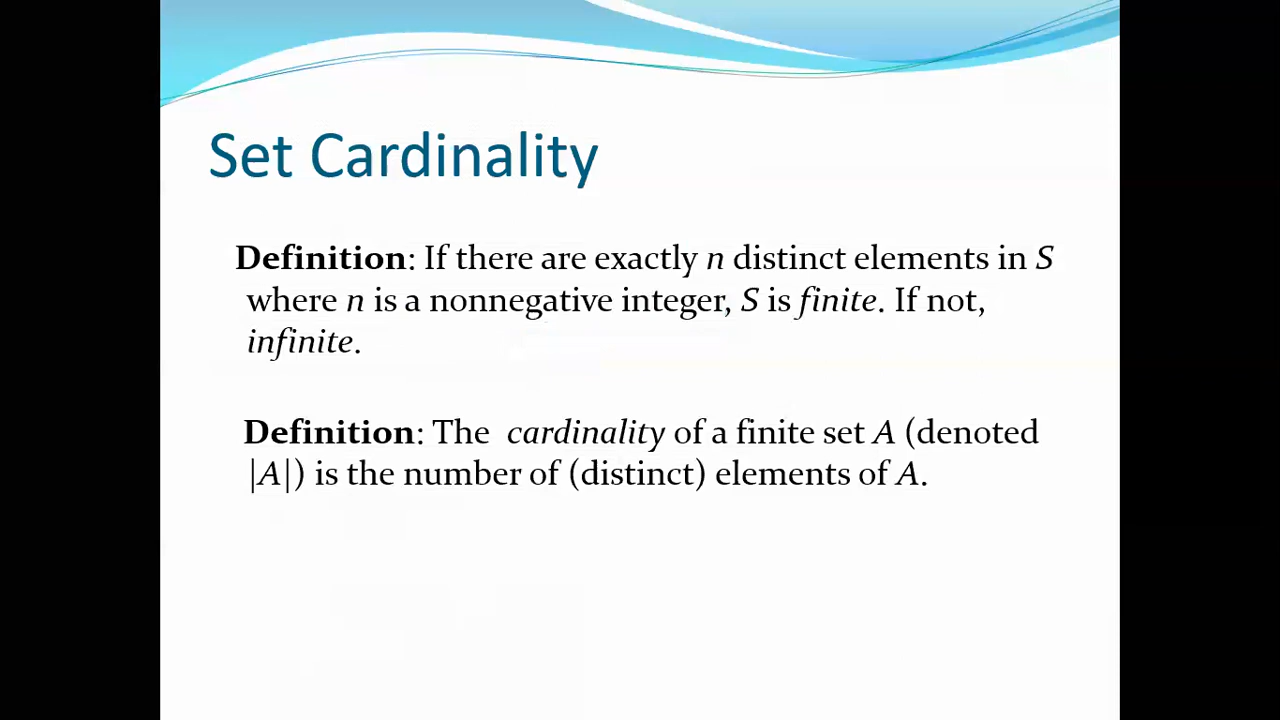 Set Cardinality
Definition: If there are exactly n distinct elements in S
where n is a nonnegative integer, S is finite. If not,
infinite.
Definition: The cardinality of a finite set A (denoted
|A|) is the number of (distinct) elements of A.